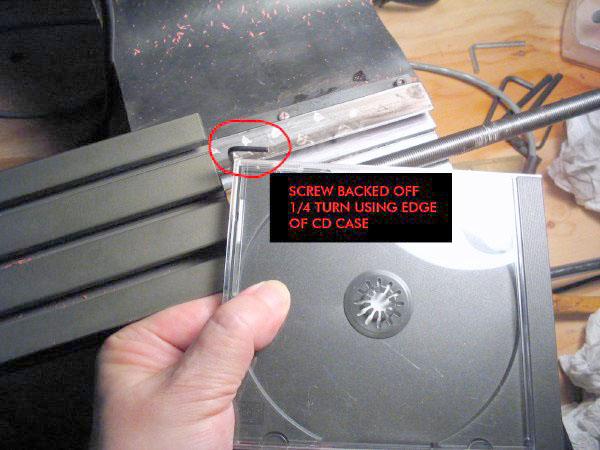 SCREW BACKED OFF
1/4 TURN USING EDGE
OF CD CASE